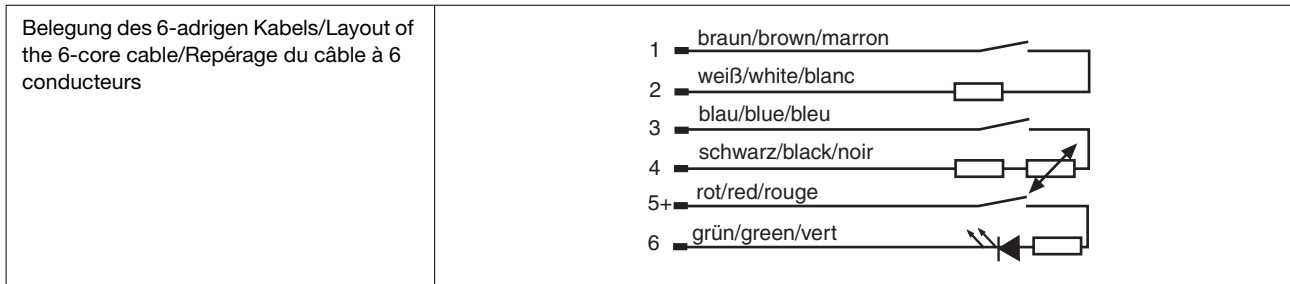 Belegung des 6-adrigen Kabels/Layout of
the 6-core cable/Repérage du câble à 6
conducteurs
1 braun/brown/marron
2 weiß/white/blanc
3 blau/blue/bleu
4 schwarz/black/noir
5+ rot/red/rouge
6 grün/green/vert